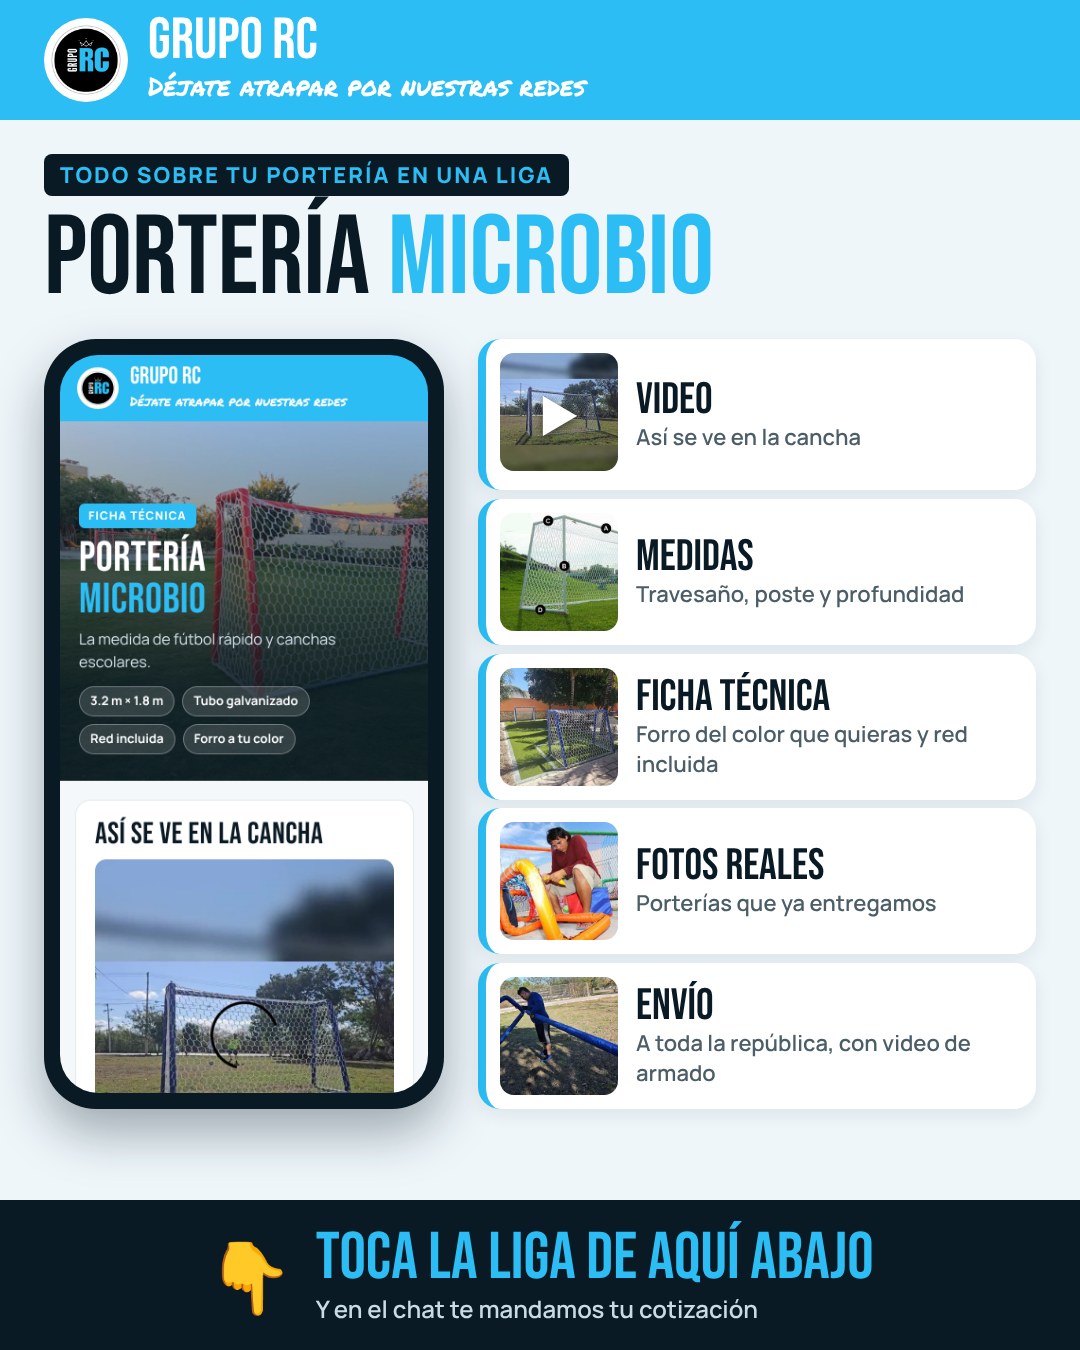 GRUPO RC
GRUPO RC
Déjate atrapar por nuestras redes
TODO SOBRE TU PORTERÍA EN UNA LIGA
PORTERÍA MICROBIO
GRUPO RC
GRUPO RC
Déjate atrapar por nuestras redes
FICHA TÉCNICA
PORTERÍA
MICROBIO
La medida de fútbol rápido y canchas
escolares.
3.2 m × 1.8 m
Tubo galvanizado
Red incluida
Forro a tu color
ASÍ SE VE EN LA CANCHA
VIDEO
Así se ve en la cancha
C
A
B
D
MEDIDAS
Travesaño, poste y profundidad
FICHA TÉCNICA
Forro del color que quieras y red
incluida
FOTOS REALES
Porterías que ya entregamos
ENVÍO
A toda la república, con video de
armado
TOCA LA LIGA DE AQUÍ ABAJO
Y en el chat te mandamos tu cotización